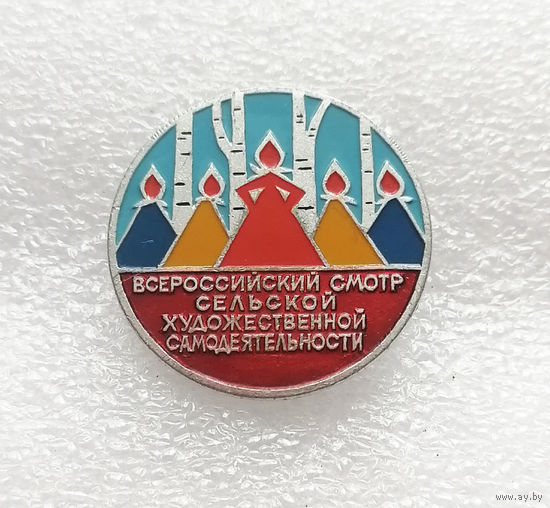 ВСЕРОССИЙСКИЙ СМОТР
СЕЛЬСКОЙ
ХУДОЖЕСТВЕННОЙ
САМОДЕЯТЕЛЬНОСТИ
www.ay.by